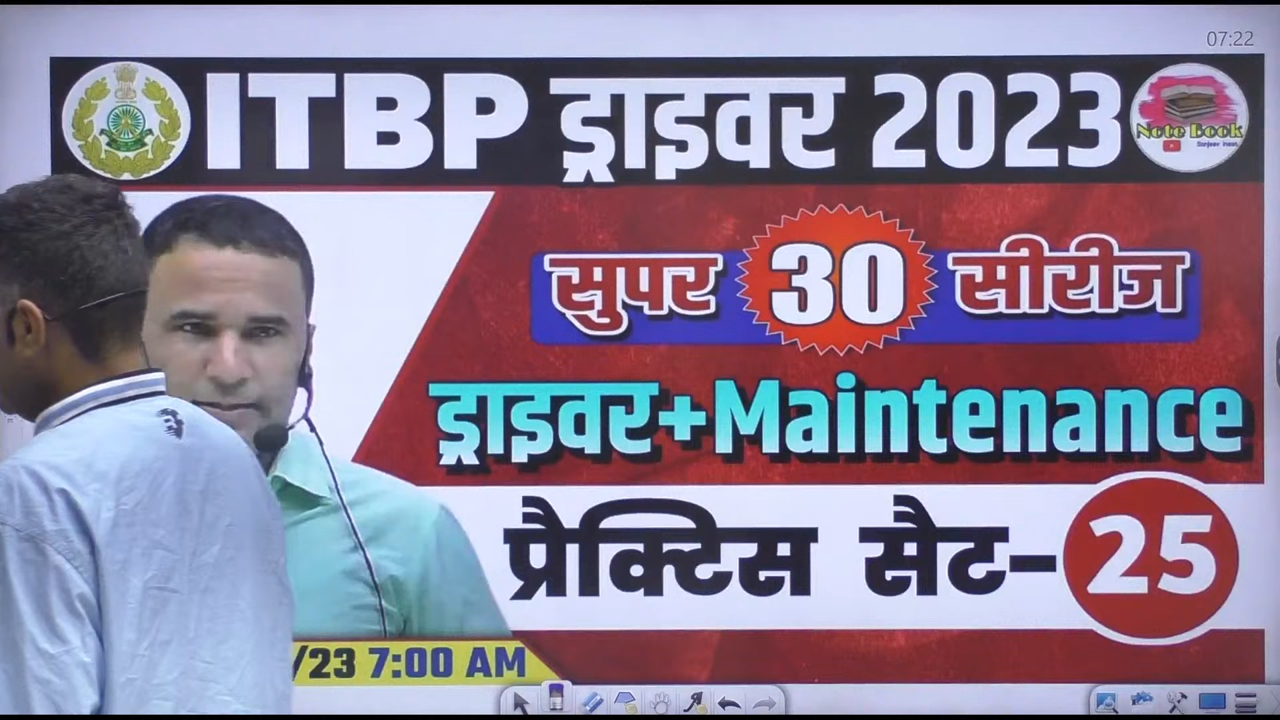 07:22
ITBP ड्राइवर 2023
Note Book
सुपर 30 सीरीज
ड्राइवर+Maintenance
प्रैक्टिस सैट-25
/23 7:00 AM